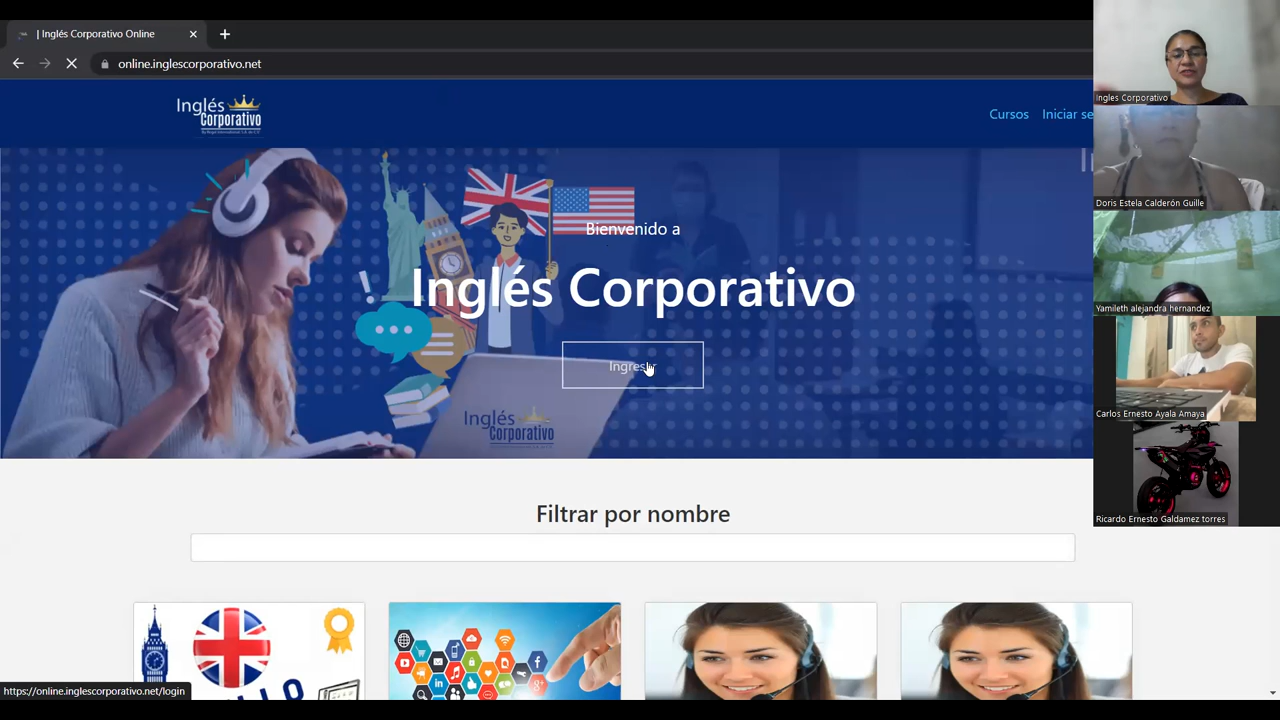 | Inglés Corporativo Online
online.inglescorporativo.net
Inglés
Corporativo
Cursos
Iniciar se
Bienvenido a
Inglés Corporativo
Ingres
Inglés
Corporativo
Filtrar por nombre
https://online.inglescorporativo.net/login
Ingles Corporativo
Doris Estela Calderón Guille
Yamileth alejandra hernandez
Carlos Ernesto Ayala Amaya
Ricardo Ernesto Galdamez torres